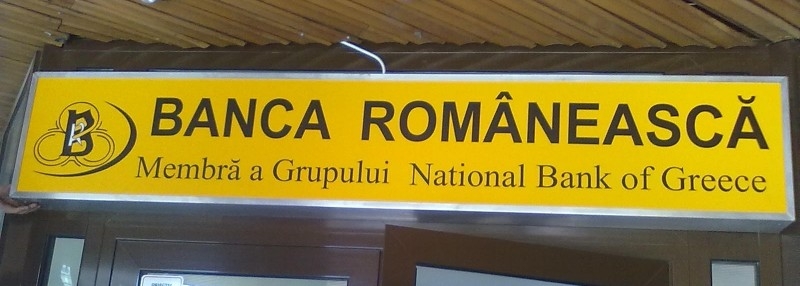 BANCA ROMÂNEASCĂ
Membră a Grupului National Bank of Greece